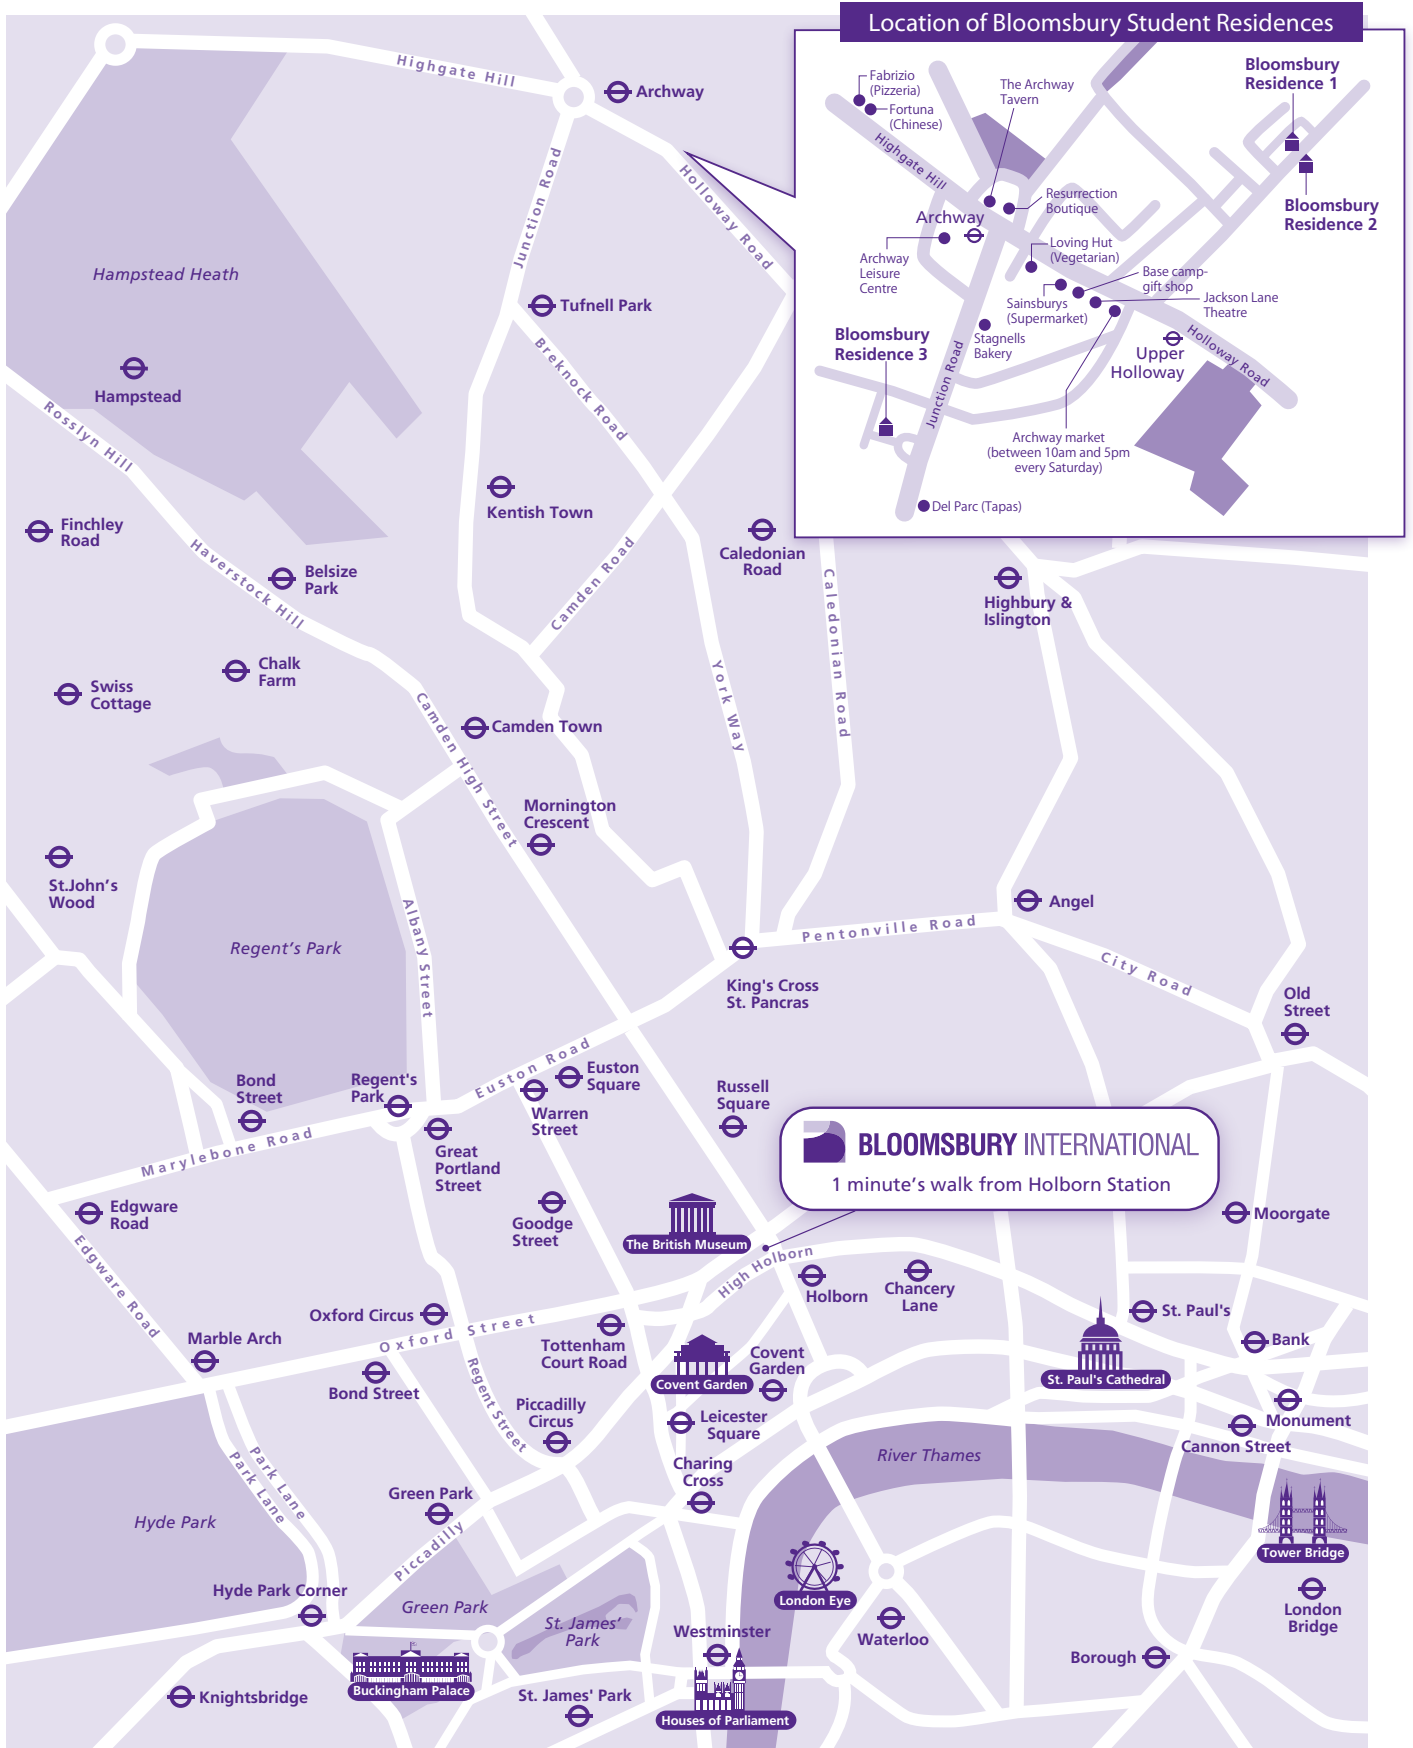 Location of Bloomsbury Student Residences
Fabrizio
(Pizzeria)
Fortuna
(Chinese)
The Archway
Tavern
Bloomsbury
Residence 1
Highgate Hill
Resurrection
Boutique
Bloomsbury
Residence 2
Archway
Loving Hut
(Vegetarian)
Archway
Leisure
Centre
Base camp-
gift shop
Sainsburys
(Supermarket)
Jackson Lane
Theatre
Bloomsbury
Residence 3
Stagnells
Bakery
Junction Road
Upper
Holloway
Holloway Road
Archway market
(between 10am and 5pm
every Saturday)
Del Parc (Tapas)
Highgate Hill
Archway
Junction Road
Holloway Road
Hampstead Heath
Tufnell Park
Hampstead
Brecknock Road
Rosslyn Hill
Kentish Town
Finchley
Road
Caledonian
Road
Haverstock Hill
Belsize
Park
Camden Road
Caledonian Road
Highbury &
Islington
Chalk
Farm
Swiss
Cottage
York Way
Camden High Street
Camden Town
Mornington
Crescent
St.John's
Wood
Albany Street
Angel
Pentonville Road
Regent's Park
City Road
King's Cross
St. Pancras
Old
Street
Euston Road
Euston
Square
Bond
Street
Regent's
Park
Russell
Square
Warren
Street
Marylebone Road
Great
Portland
Street
BLOOMSBURY INTERNATIONAL
1 minute's walk from Holborn Station
Edgware
Road
Goodge
Street
Moorgate
The British Museum
Edgware Road
High Holborn
Holborn
Chancery
Lane
Oxford Circus
Oxford Street
St. Paul's
Marble Arch
Tottenham
Court Road
Covent
Garden
Bank
Bond Street
Regent Street
Covent Garden
St. Paul's Cathedral
Piccadilly
Circus
Leicester
Square
Monument
Cannon Street
Park Lane
Park Lane
River Thames
Charing
Cross
Green Park
Hyde Park
Piccadilly
Tower Bridge
Hyde Park Corner
London Eye
Green Park
St. James'
Park
London
Bridge
Westminster
Waterloo
Borough
Buckingham Palace
Knightsbridge
St. James' Park
Houses of Parliament